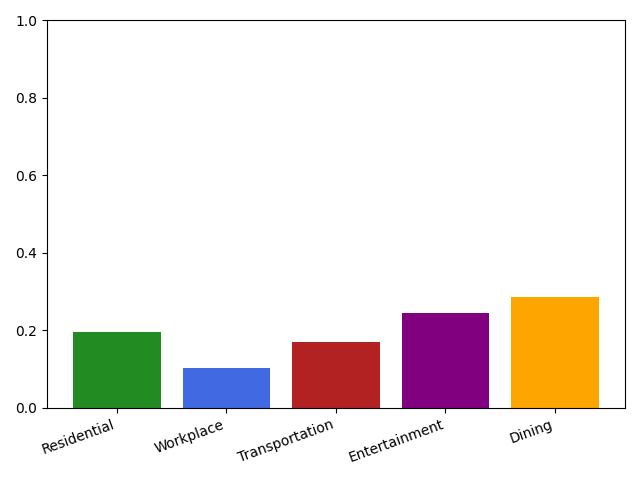 1.0
0.8
0.6
0.4
0.2
0.0
Residential
Workplace
Transportation
Entertainment
Dining